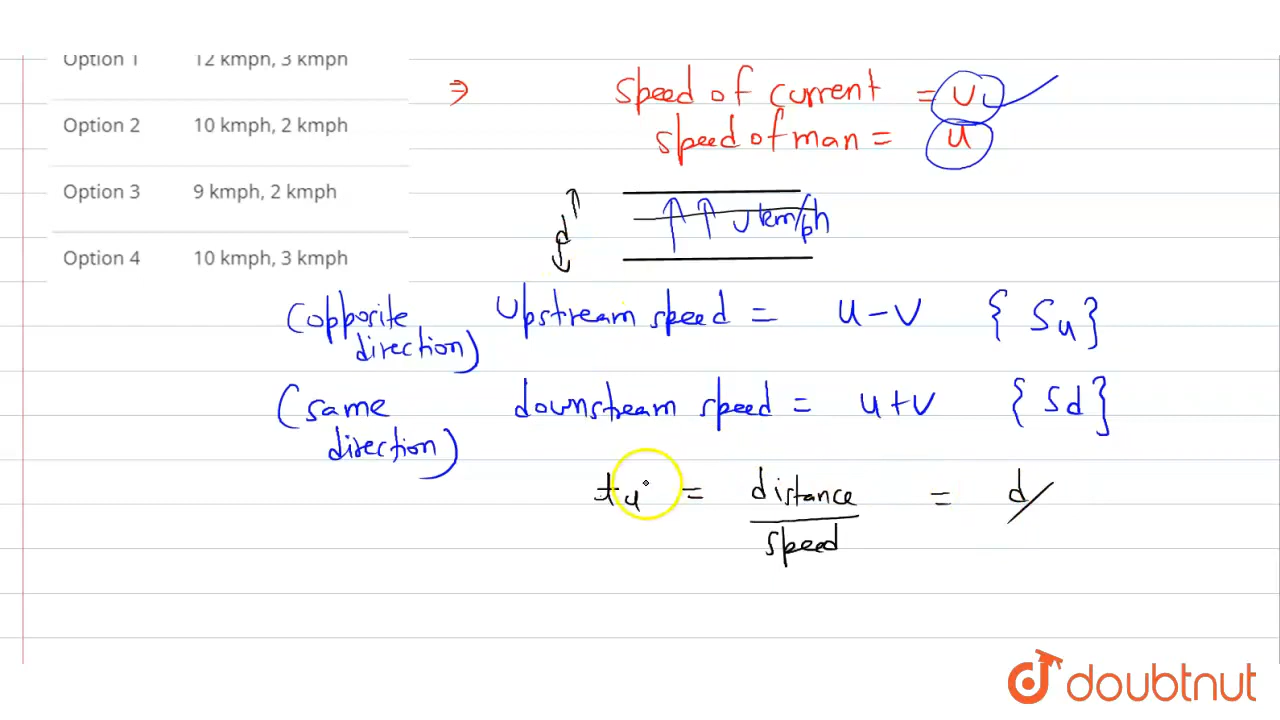 Option 1 12 kmph, 3 kmph
⇒ speed of current = v
Option 2 10 kmph, 2 kmph
speed of man = u
Option 3 9 kmph, 2 kmph
d
v km/ph
Option 4 10 kmph, 3 kmph
(opposite direction) Upstream speed = u - v { Su }
(same direction) downstream speed = u + v { Sd }
tu = distance / speed = d/
doubtnut